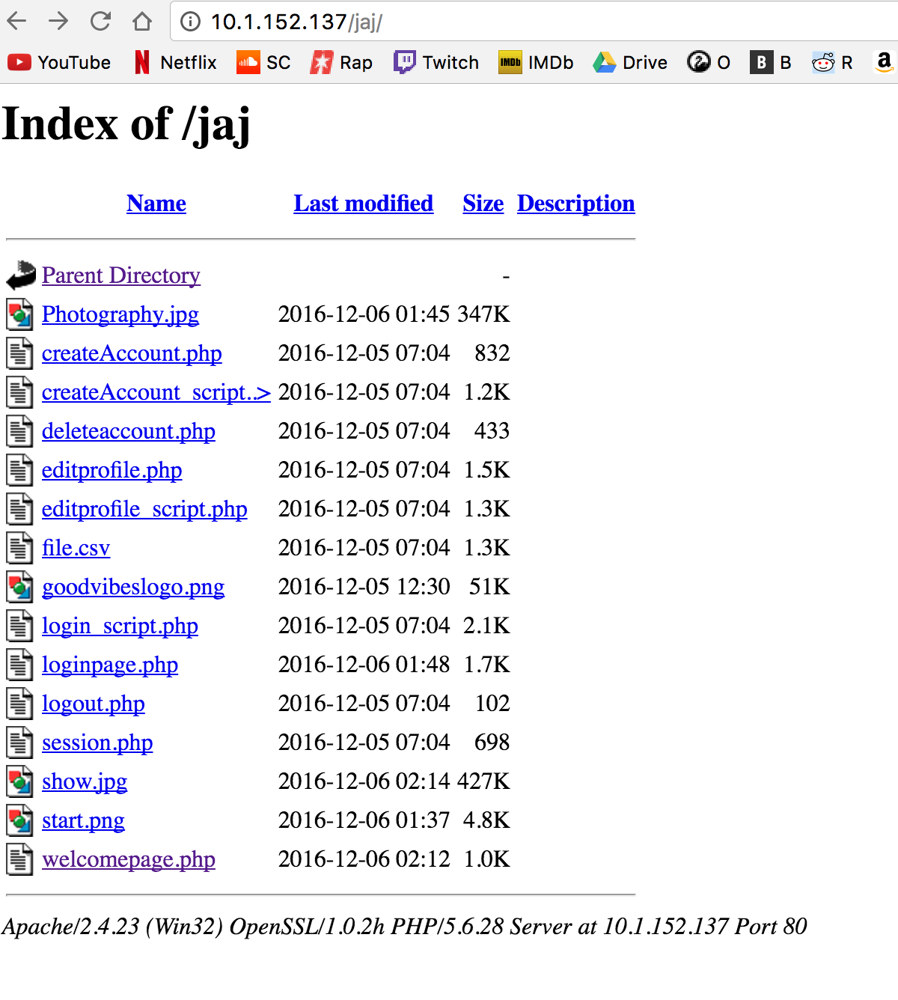 10.1.152.137/jaj/
YouTube Netflix SC Rap Twitch IMDb IMDb Drive ? O B B R a
Index of /jaj
Name Last modified Size Description
Parent Directory -
Photography.jpg 2016-12-06 01:45 347K
createAccount.php 2016-12-05 07:04 832
createAccount_script..> 2016-12-05 07:04 1.2K
deleteaccount.php 2016-12-05 07:04 433
editprofile.php 2016-12-05 07:04 1.5K
editprofile_script.php 2016-12-05 07:04 1.3K
file.csv 2016-12-05 07:04 1.3K
goodvibeslogo.png 2016-12-05 12:30 51K
login_script.php 2016-12-05 07:04 2.1K
loginpage.php 2016-12-06 01:48 1.7K
logout.php 2016-12-05 07:04 102
session.php 2016-12-05 07:04 698
show.jpg 2016-12-06 02:14 427K
start.png 2016-12-06 01:37 4.8K
welcomepage.php 2016-12-06 02:12 1.0K
Apache/2.4.23 (Win32) OpenSSL/1.0.2h PHP/5.6.28 Server at 10.1.152.137 Port 80